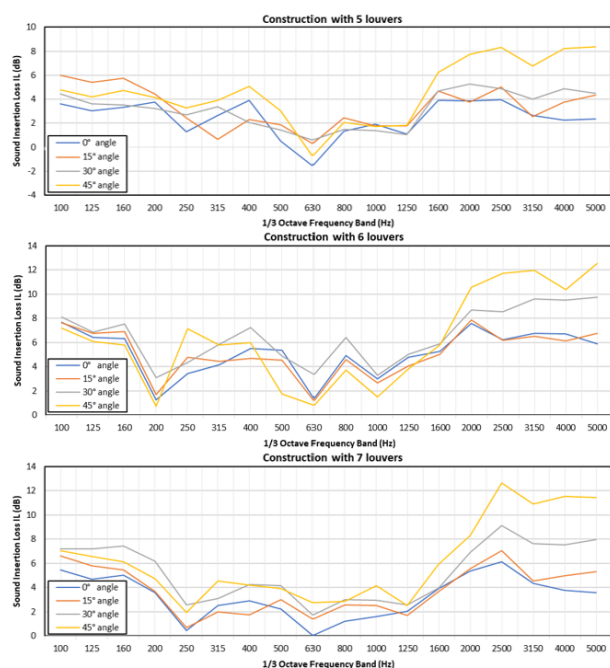 Construction with 5 louvers
Sound Insertion Loss IL (dB)
10
8
6
4
2
0
-2
-4
0° angle
15° angle
30° angle
45° angle
100 125 160 200 250 315 400 500 630 800 1000 1250 1600 2000 2500 3150 4000 5000
1/3 Octave Frequency Band (Hz)
Construction with 6 louvers
Sound Insertion Loss IL (dB)
14
12
10
8
6
4
2
0
0° angle
15° angle
30° angle
45° angle
100 125 160 200 250 315 400 500 630 800 1000 1250 1600 2000 2500 3150 4000 5000
1/3 Octave Frequency Band (Hz)
Construction with 7 louvers
Sound Insertion Loss IL (dB)
14
12
10
8
6
4
2
0
0° angle
15° angle
30° angle
45° angle
100 125 160 200 250 315 400 500 630 800 1000 1250 1600 2000 2500 3150 4000 5000
1/3 Octave Frequency Band (Hz)